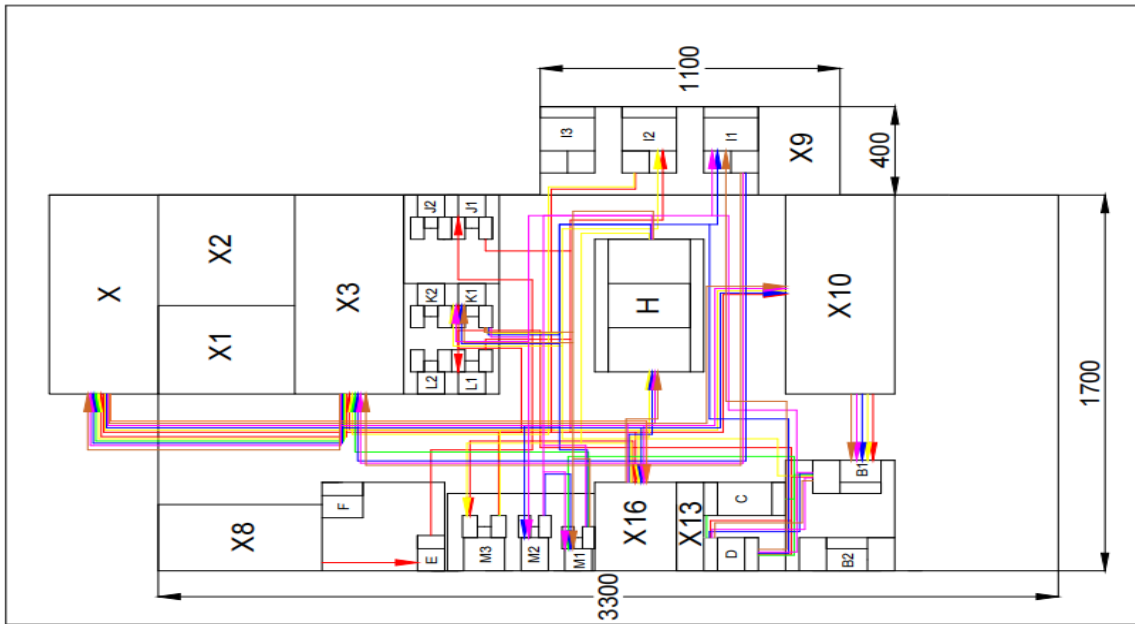 1100
I3
I2
I1
X9
400
X
X2
X1
X3
J2
J1
K2
K1
L2
L1
H
X10
1700
X8
F
E
M3
M2
M1
X16
X13
C
D
B1
B2
3300